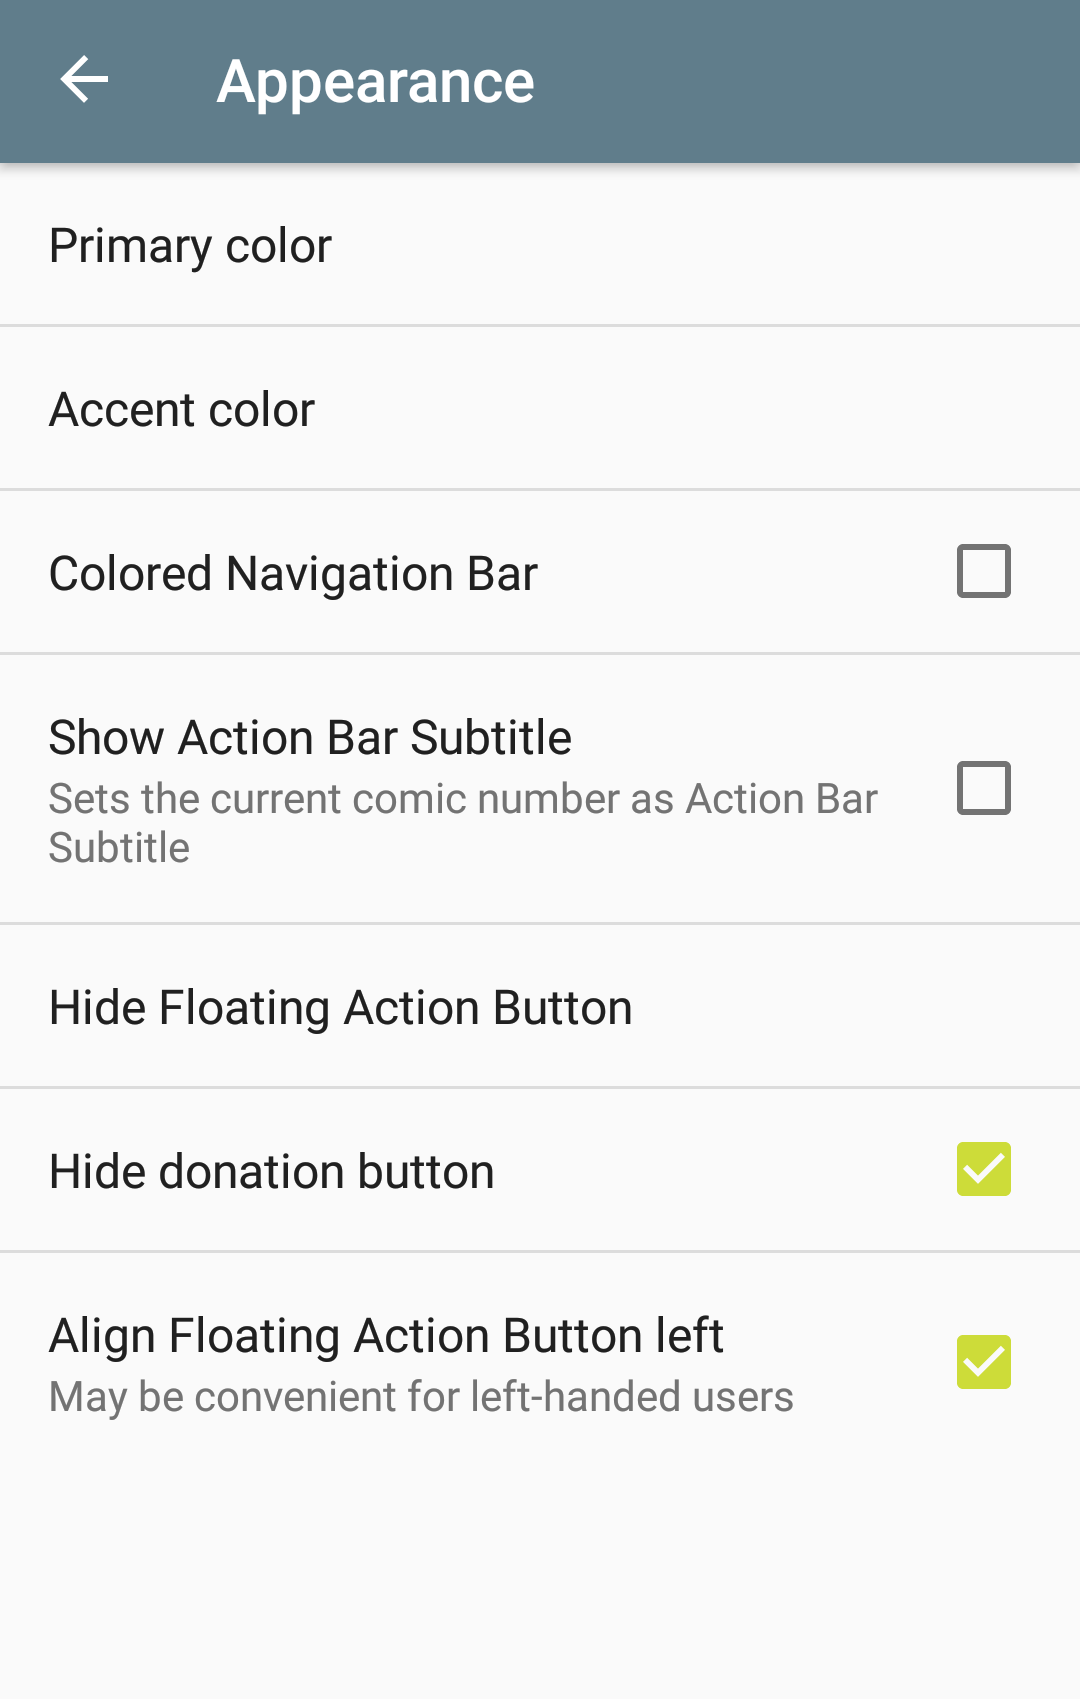 Appearance
Primary color
Accent color
Colored Navigation Bar
Show Action Bar Subtitle
Sets the current comic number as Action Bar
Subtitle
Hide Floating Action Button
Hide donation button
Align Floating Action Button left
May be convenient for left-handed users